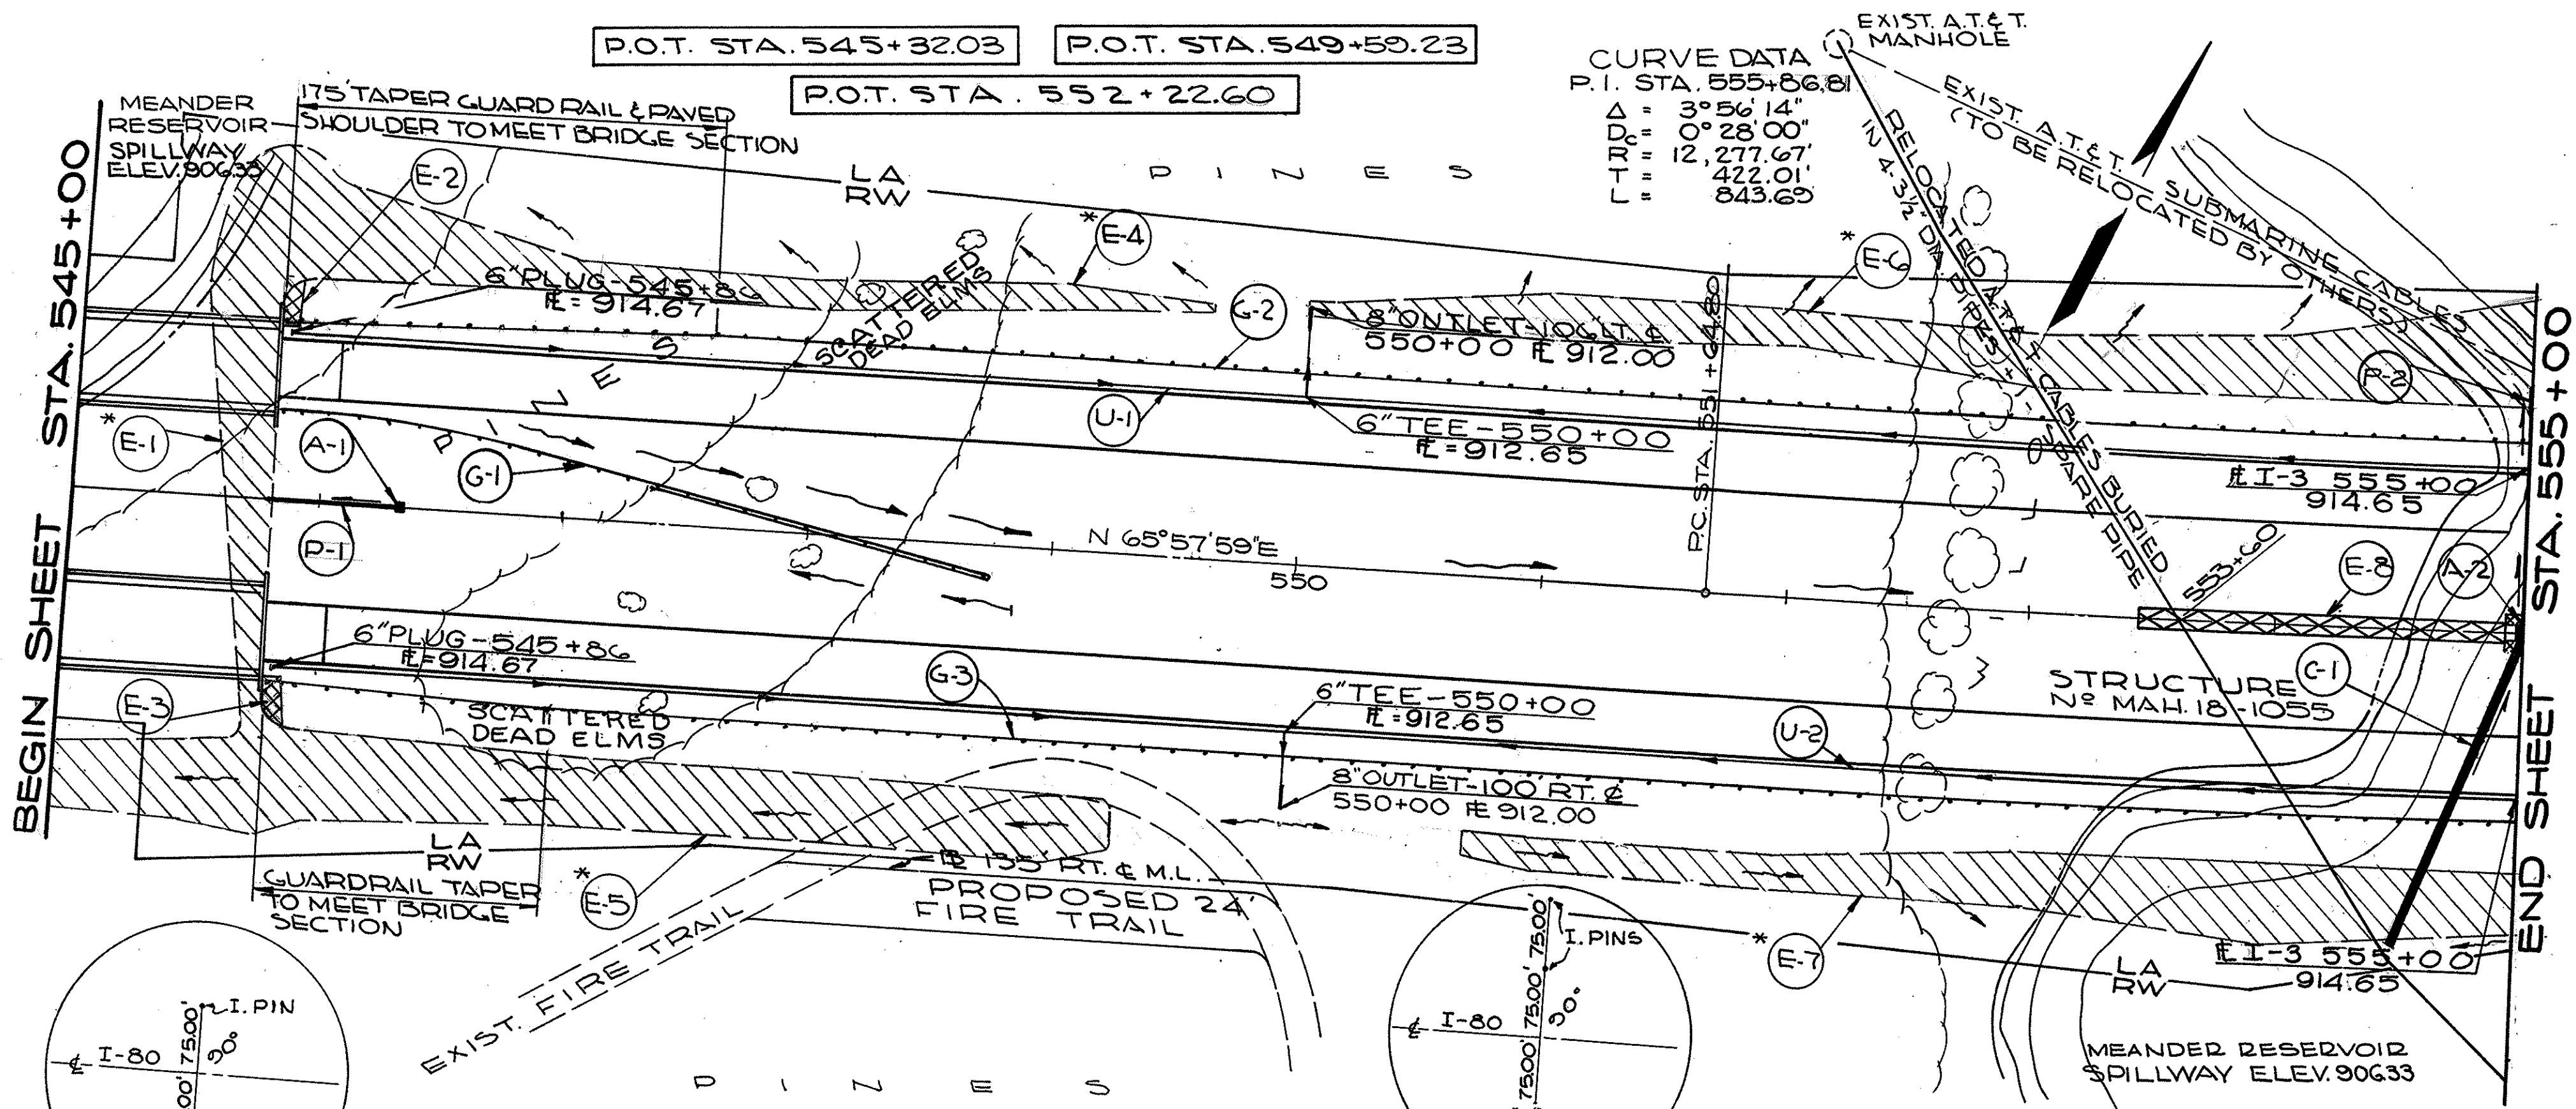 P.O.T. STA. 545+32.03
P.O.T. STA. 549+59.23
P.O.T. STA. 552+22.60
EXIST. A.T.& T.
MANHOLE
CURVE DATA
P.I. STA. 555+86.81
Δ = 3°56'14"
Dc = 0°28'00"
R = 12,277.67'
T = 422.01'
L = 843.69
MEANDER
RESERVOIR
SPILLWAY
ELEV. 906.33
175' TAPER GUARD RAIL & PAVED
SHOULDER TO MEET BRIDGE SECTION
E-2
LA
RW
P I N E S
EXIST. A.T.& T. SUBMARINE CABLES
(TO BE RELOCATED BY OTHERS)
RELOCATED A.T.& T. CABLES BURIED
IN 4-3½" DIA. PIPES + SPARE PIPE
BEGIN SHEET STA. 545+00
END SHEET STA. 555+00
* E-4
* E-6
6" PLUG-545+86
℄ = 914.67
SCATTERED
DEAD ELMS
G-2
8" OUTLET-106' LT. ℄
550+00 ℄ 912.00
P-2
P I N E S
U-1
6" TEE-550+00
℄ = 912.65
P.C. STA. 551+64.80
℄ I-3 555+00
914.65
* E-1
A-1
G-1
P-1
N 65°57'59"E
550
553+60
E-8
A-2
6" PLUG-545+86
℄ = 914.67
G-3
6" TEE-550+00
℄ = 912.65
STRUCTURE
Nº MAH. 18-1055
C-1
E-3
SCATTERED
DEAD ELMS
U-2
8" OUTLET-100' RT. ℄
550+00 ℄ 912.00
LA
RW
135' RT. ℄ M.L.
GUARDRAIL TAPER
TO MEET BRIDGE
SECTION
* E-5
PROPOSED 24'
FIRE TRAIL
EXIST. FIRE TRAIL
* E-7
℄ I-3 555+00
914.65
LA
RW
I. PIN
75.00'
90°
℄ I-80
I. PINS
75.00'
75.00'
90°
℄ I-80
75.00'
P I N E S
MEANDER RESERVOIR
SPILLWAY ELEV. 906.33